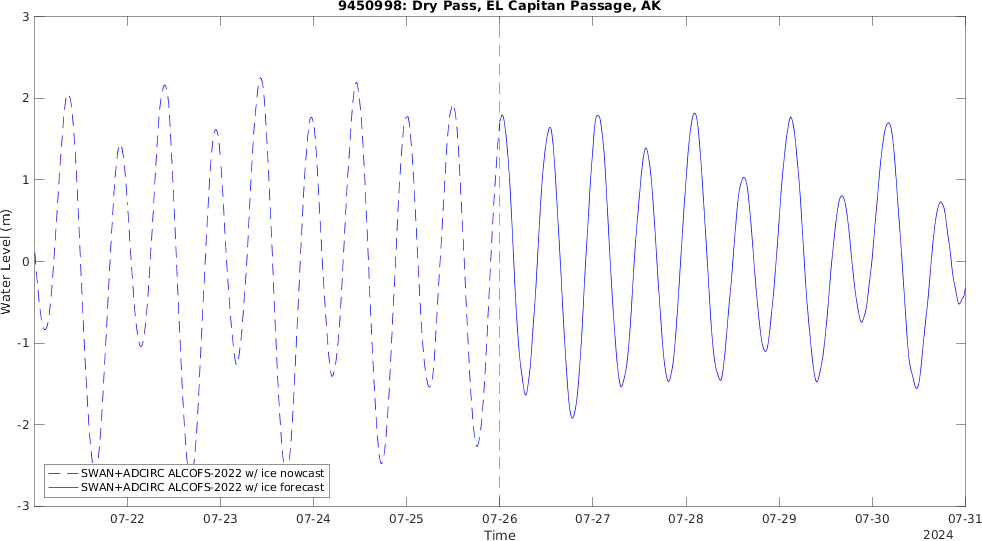 9450998: Dry Pass, EL Capitan Passage, AK
3
2
1
0
-1
-2
-3
Water Level (m)
SWAN+ADCIRC ALCOFS-2022 w/ ice nowcast
SWAN+ADCIRC ALCOFS-2022 w/ ice forecast
07-22 07-23 07-24 07-25 07-26 07-27 07-28 07-29 07-30 07-31
Time
2024